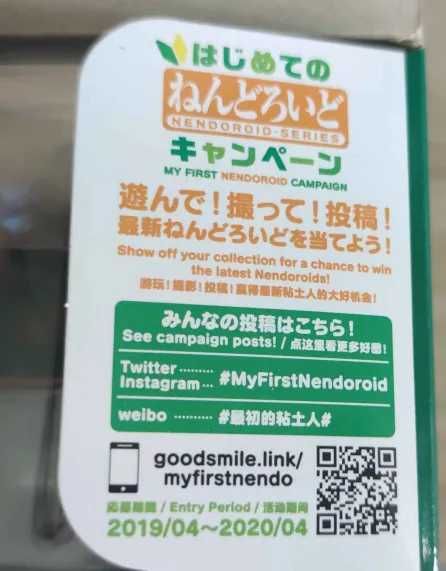 はじめての
ねんどろいど
NENDOROID·SERIES
キャンペーン
MY FIRST NENDOROID CAMPAIGN
遊んで！撮って！投稿！
最新ねんどろいどを当てよう！
Show off your collection for a chance to win
the latest Nendoroids!
游玩！摄影！投稿！赢得最新粘土人的大好机会！
みんなの投稿はこちら！
See campaign posts! / 点这里看更多好图！
Twitter
Instagram #MyFirstNendoroid
weibo #最初的粘土人#
goodsmile.link/
myfirstnendo
応募期間 / Entry Period / 活动期间
2019/04～2020/04